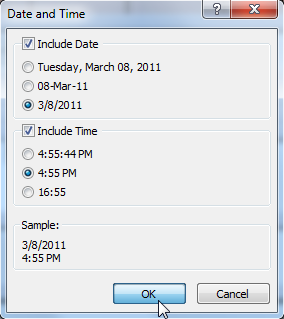 Date and Time
?
Include Date
Tuesday, March 08, 2011
08-Mar-11
3/8/2011
Include Time
4:55:44 PM
4:55 PM
16:55
Sample:
3/8/2011
4:55 PM
OK
Cancel